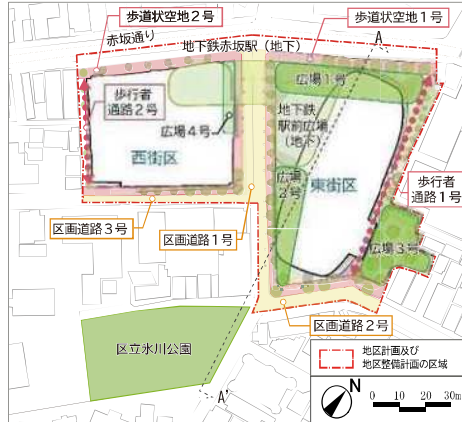 歩道状空地2号
歩道状空地1号
赤坂通り
地下鉄赤坂駅（地下）
A
広場1号
歩行者
通路2号
地下鉄
駅前広場
（地下）
広場4号
西街区
広場
2号
東街区
歩行者
通路1号
区画道路3号
区画道路1号
広場3号
区画道路2号
区立氷川公園
A'
地区計画及び
地区整備計画の区域
N
0 10 20 30m